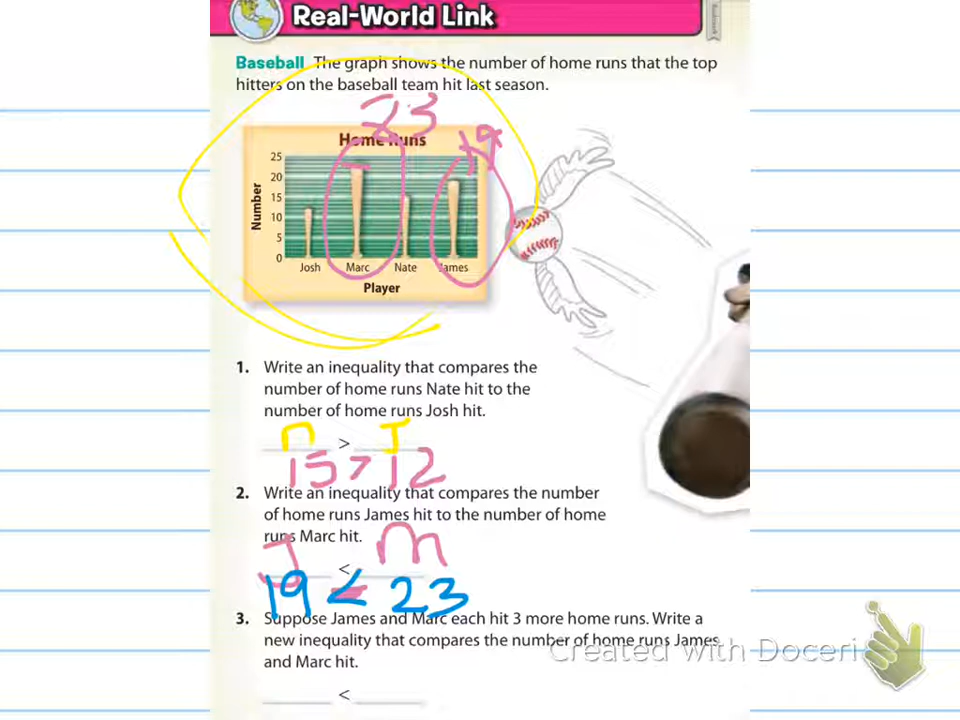 Real-World Link
Baseball The graph shows the number of home runs that the top
hitters on the baseball team hit last season.
23
19
Home Runs
25
20
15
10
5
0
Number
Josh Marc Nate James
Player
1. Write an inequality that compares the
number of home runs Nate hit to the
number of home runs Josh hit.
n > J
15 > 12
2. Write an inequality that compares the number
of home runs James hit to the number of home
runs Marc hit.
J < M
19 < 23
3. Suppose James and Marc each hit 3 more home runs. Write a
new inequality that compares the number of home runs James
and Marc hit.
<
Created with Doceri